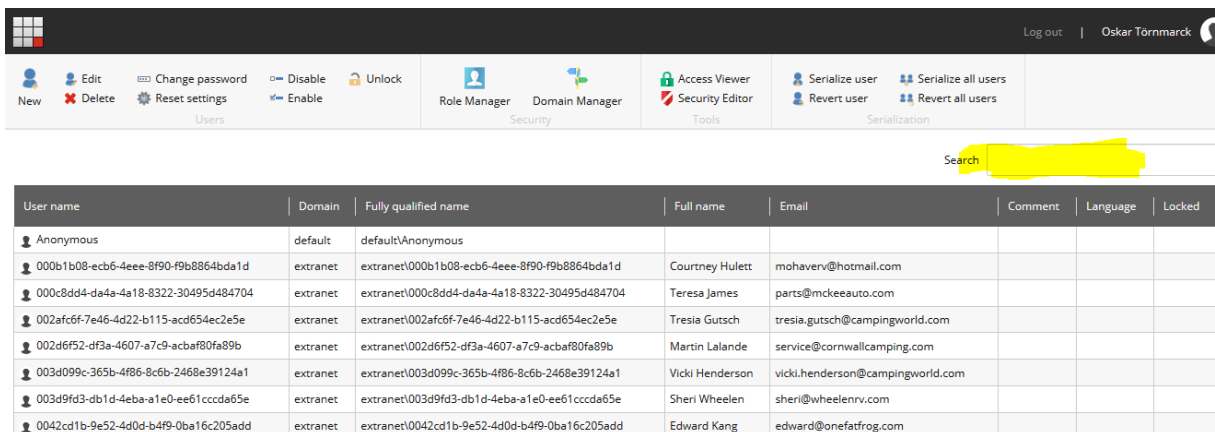 Log out | Oskar Törnmarck
New Edit Delete Change password Reset settings Disable Enable Unlock
Users
Role Manager Domain Manager
Security
Access Viewer Security Editor
Tools
Serialize user Revert user Serialize all users Revert all users
Serialization
Search
User name Domain Fully qualified name Full name Email Comment Language Locked
Anonymous default default\Anonymous
000b1b08-ecb6-4eee-8f90-f9b8864bda1d extranet extranet\000b1b08-ecb6-4eee-8f90-f9b8864bda1d Courtney Hulett mohaverv@hotmail.com
000c8dd4-da4a-4a18-8322-30495d484704 extranet extranet\000c8dd4-da4a-4a18-8322-30495d484704 Teresa James parts@mckeeauto.com
002afc6f-7e46-4d22-b115-acd654ec2e5e extranet extranet\002afc6f-7e46-4d22-b115-acd654ec2e5e Tresia Gutsch tresia.gutsch@campingworld.com
002d6f52-df3a-4607-a7c9-acbaf80fa89b extranet extranet\002d6f52-df3a-4607-a7c9-acbaf80fa89b Martin Lalande service@cornwallcamping.com
003d099c-365b-4f86-8c6b-2468e39124a1 extranet extranet\003d099c-365b-4f86-8c6b-2468e39124a1 Vicki Henderson vicki.henderson@campingworld.com
003d9fd3-db1d-4eba-a1e0-ee61cccda65e extranet extranet\003d9fd3-db1d-4eba-a1e0-ee61cccda65e Sheri Wheelen sheri@wheelenrv.com
0042cd1b-9e52-4d0d-b4f9-0ba16c205add extranet extranet\0042cd1b-9e52-4d0d-b4f9-0ba16c205add Edward Kang edward@onefatfrog.com